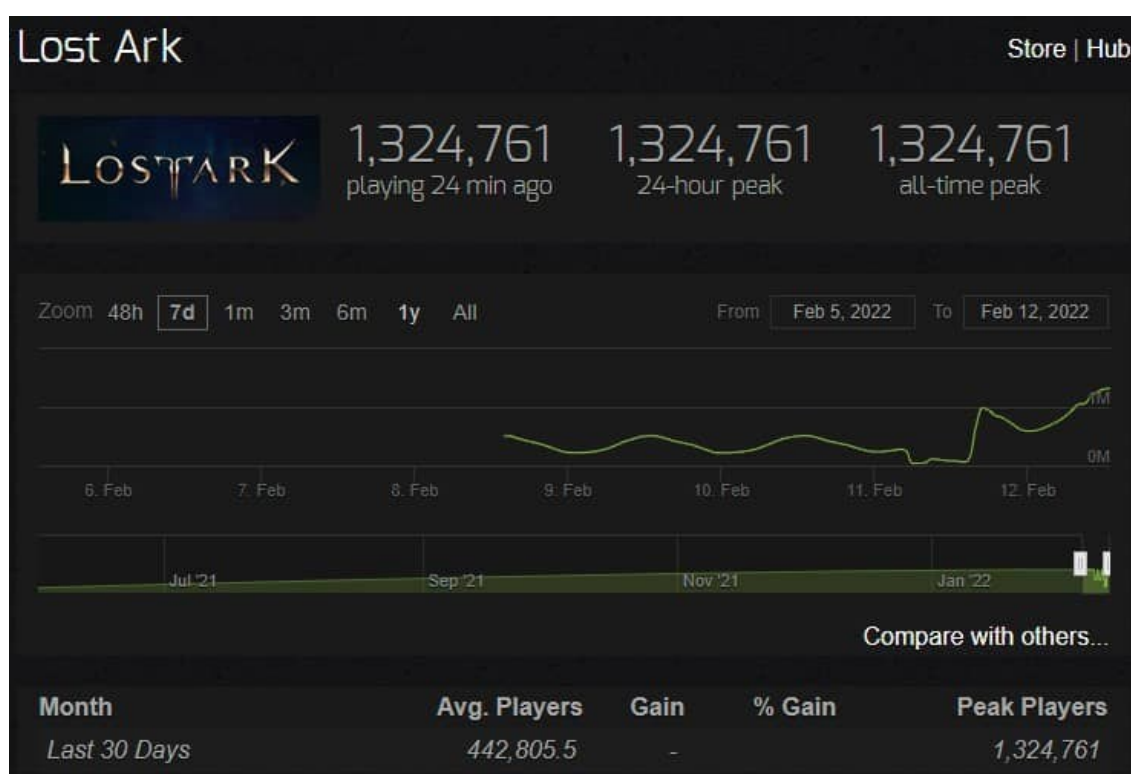 Lost Ark
Store | Hub
LOSTARK
1,324,761
playing 24 min ago
1,324,761
24-hour peak
1,324,761
all-time peak
Zoom 48h 7d 1m 3m 6m 1y All
From Feb 5, 2022 To Feb 12, 2022
1M
0M
6. Feb 7. Feb 8. Feb 9. Feb 10. Feb 11. Feb 12. Feb
Jul '21 Sep '21 Nov '21 Jan '22
Compare with others...
Month Avg. Players Gain % Gain Peak Players
Last 30 Days 442,805.5 - 1,324,761